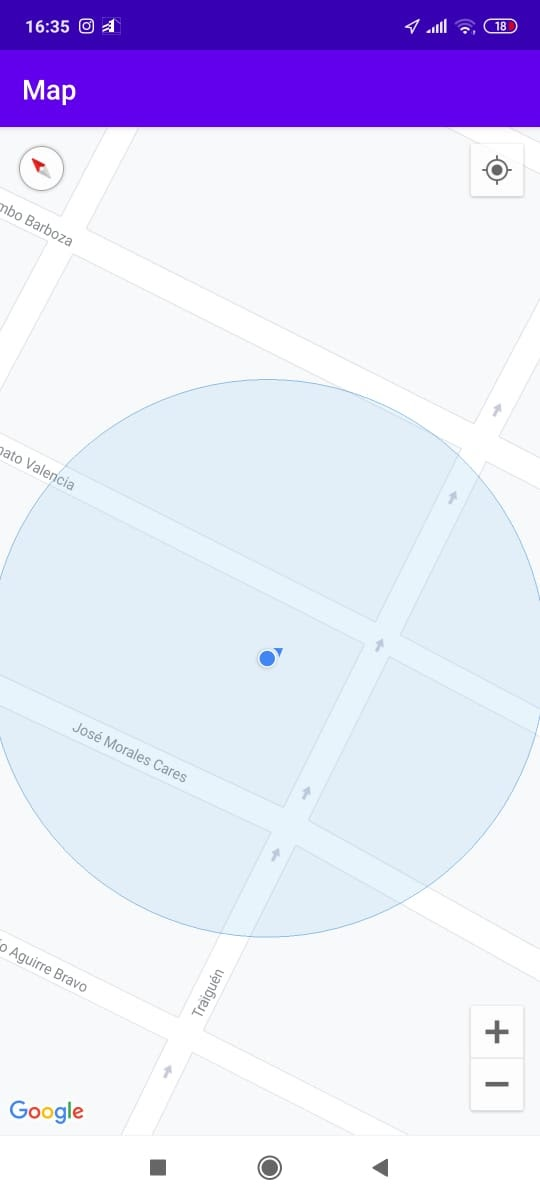 16:35
18
Map
mbo Barboza
nato Valencia
José Morales Cares
o Aguirre Bravo
Traiguén
Google